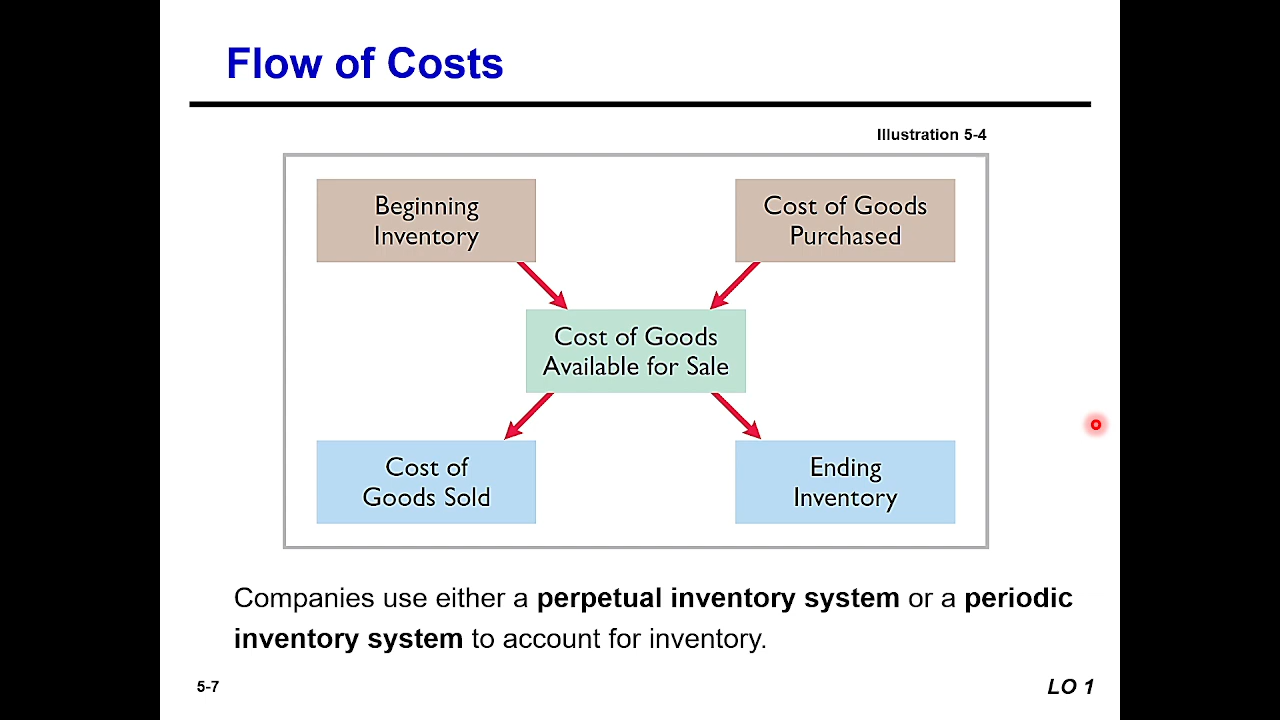 Flow of Costs
Illustration 5-4
Beginning
Inventory
Cost of Goods
Purchased
Cost of Goods
Available for Sale
Cost of
Goods Sold
Ending
Inventory
Companies use either a perpetual inventory system or a periodic
inventory system to account for inventory.
5-7
LO 1